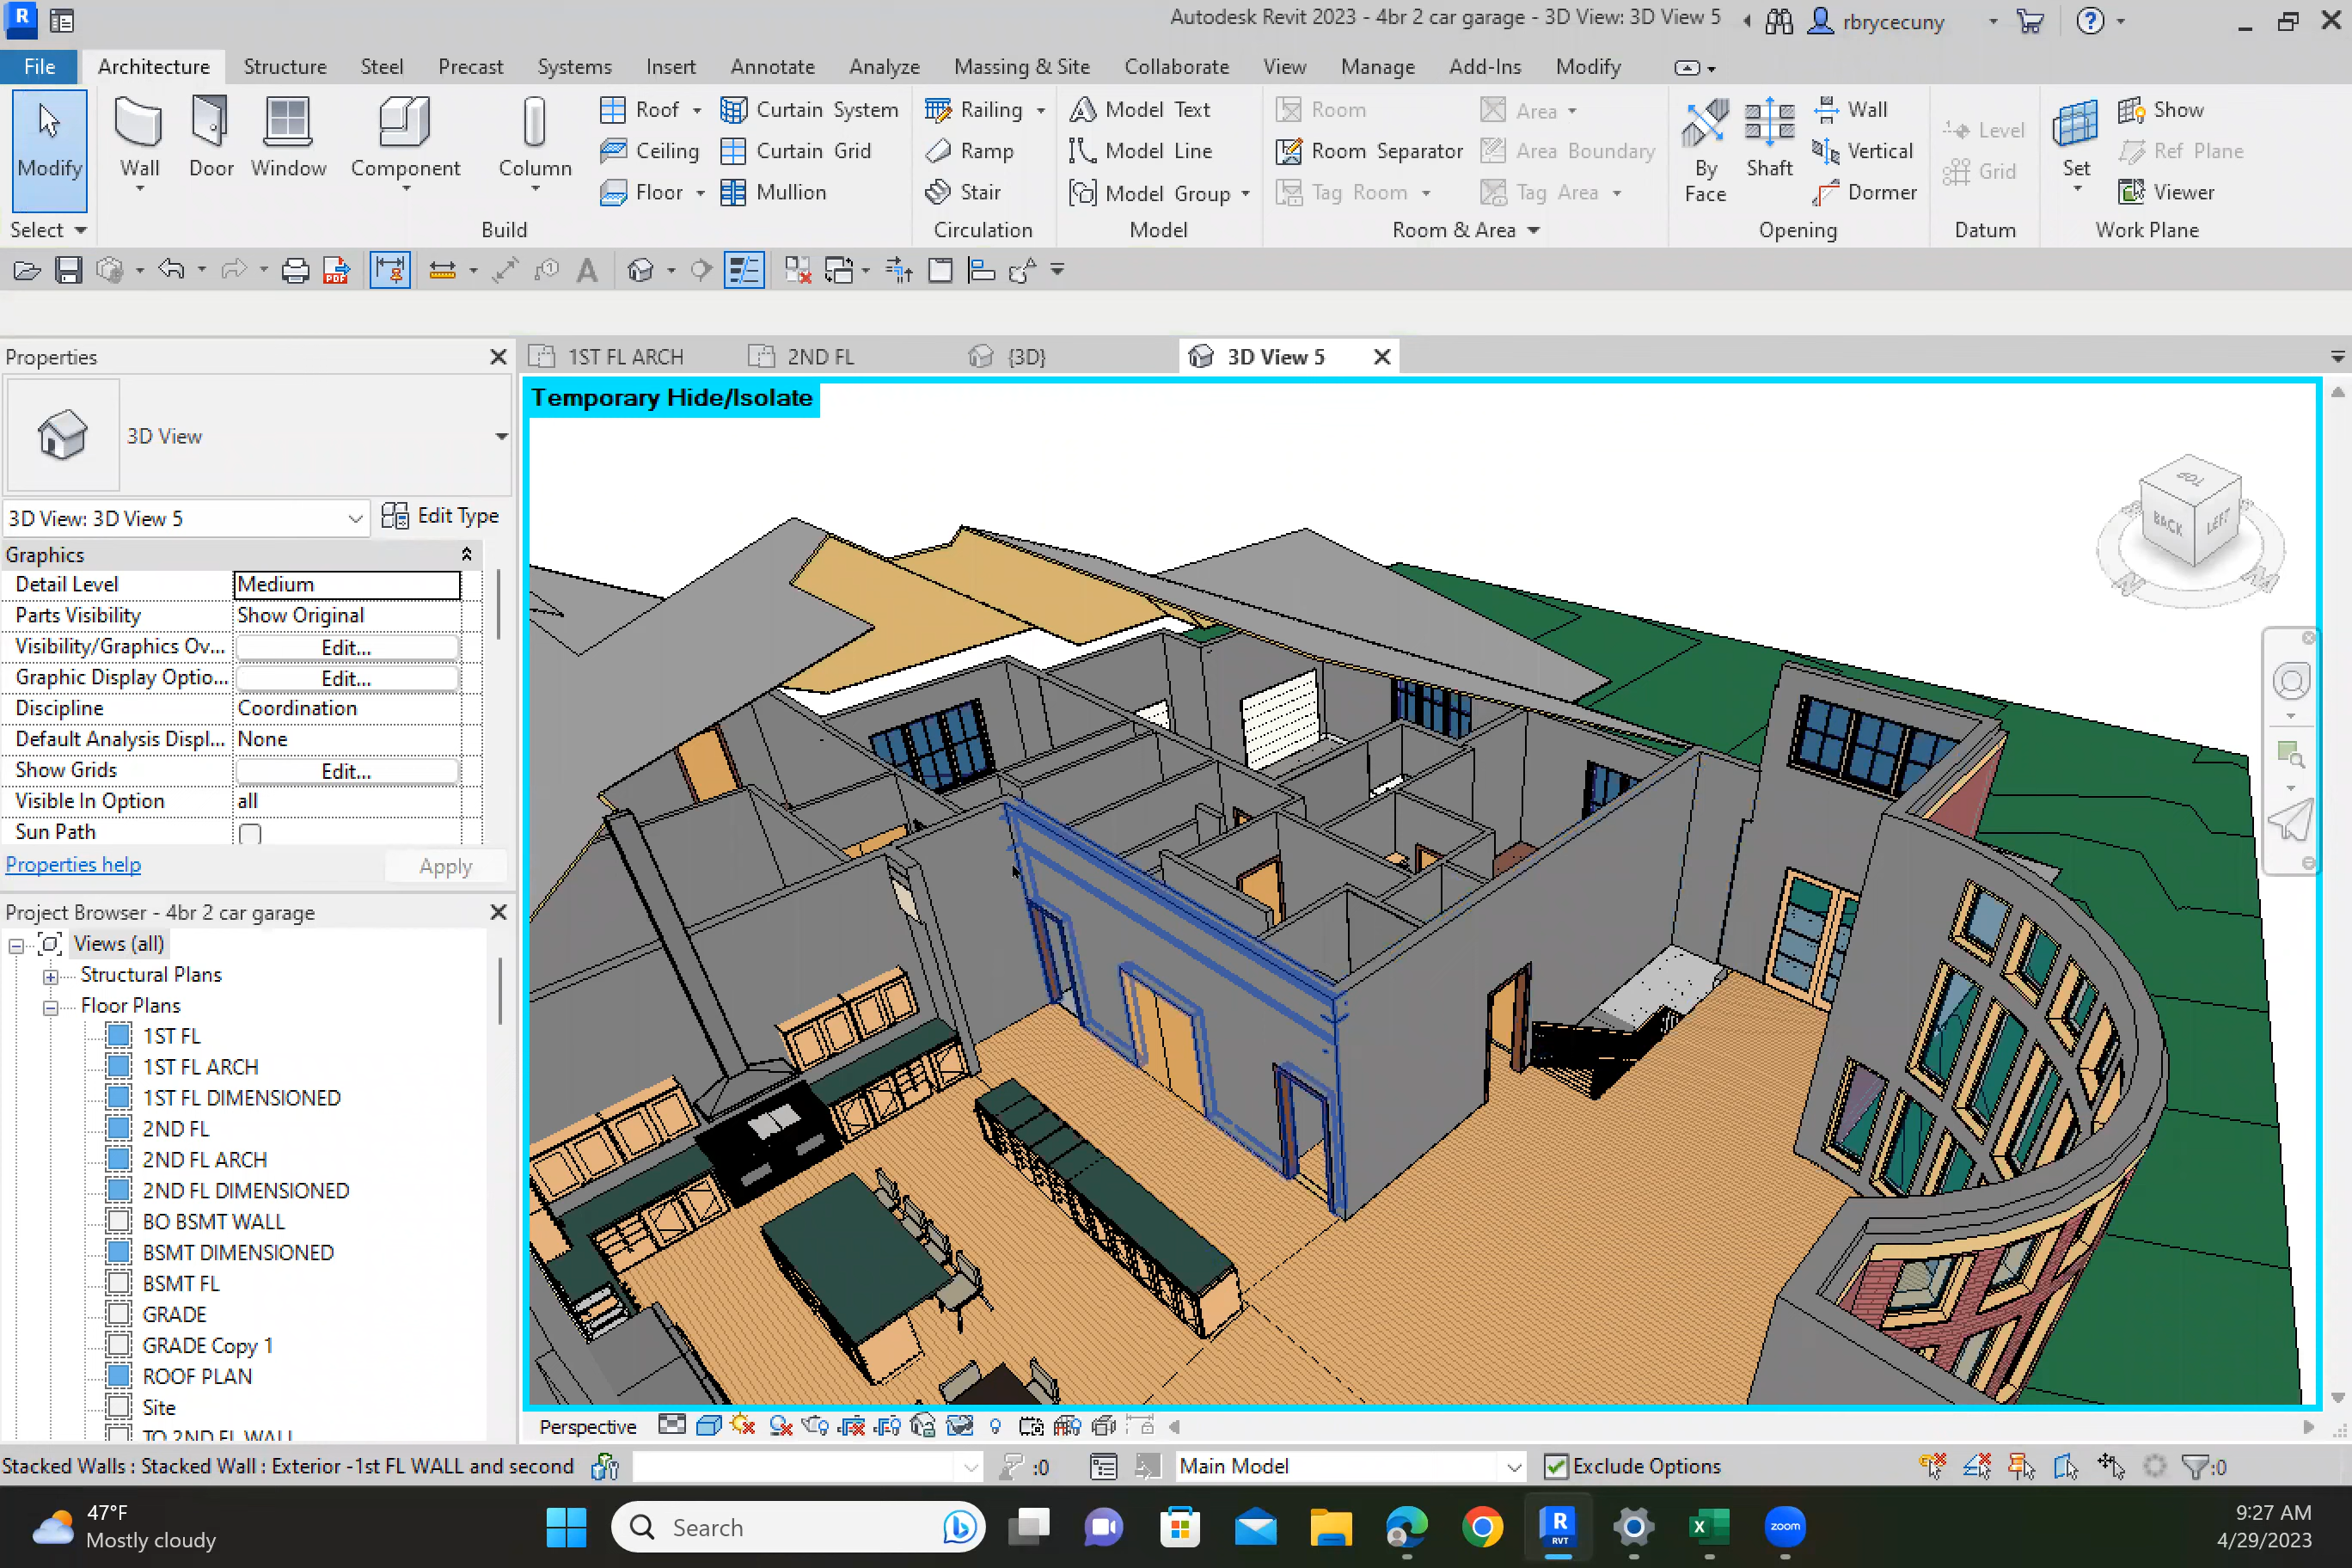 R
Autodesk Revit 2023 - 4br 2 car garage - 3D View: 3D View 5
rbrycecuny
File Architecture Structure Steel Precast Systems Insert Annotate Analyze Massing & Site Collaborate View Manage Add-Ins Modify
Modify
Wall
Door
Window
Component
Column
Roof
Ceiling
Floor
Curtain System
Curtain Grid
Mullion
Railing
Ramp
Stair
Model Text
Model Line
Model Group
Room
Room Separator
Tag Room
Area
Area Boundary
Tag Area
By Face
Shaft
Wall
Vertical
Dormer
Level
Grid
Set
Show
Ref Plane
Viewer
Select Build Circulation Model Room & Area Opening Datum Work Plane
Properties
3D View
3D View: 3D View 5
Edit Type
Graphics
Detail Level Medium
Parts Visibility Show Original
Visibility/Graphics Ov... Edit...
Graphic Display Optio... Edit...
Discipline Coordination
Default Analysis Displ... None
Show Grids Edit...
Visible In Option all
Sun Path
Properties help Apply
Project Browser - 4br 2 car garage
Views (all)
Structural Plans
Floor Plans
1ST FL
1ST FL ARCH
1ST FL DIMENSIONED
2ND FL
2ND FL ARCH
2ND FL DIMENSIONED
BO BSMT WALL
BSMT DIMENSIONED
BSMT FL
GRADE
GRADE Copy 1
ROOF PLAN
Site
TO 2ND FL WALL
1ST FL ARCH 2ND FL {3D} 3D View 5
Temporary Hide/Isolate
TOP
BACK
LEFT
N
Perspective
Stacked Walls : Stacked Wall : Exterior -1st FL WALL and second
:0
Main Model
Exclude Options
:0
47°F
Mostly cloudy
Search
R
RVT
X
zoom
9:27 AM
4/29/2023